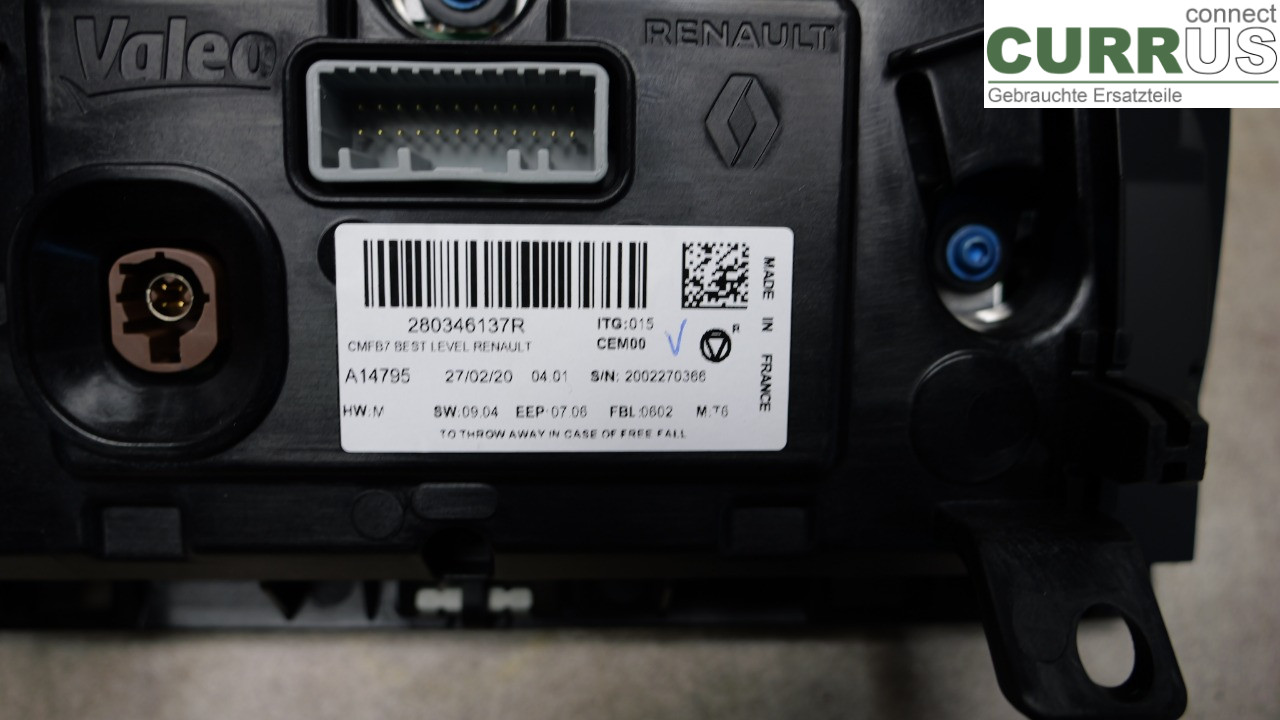 Valeo
RENAULT
connect
CURRUS
Gebrauchte Ersatzteile
280346137R
ITG:015
CMFB7 BEST LEVEL RENAULT
CEM00
R
A14795 27/02/20 04.01 S/N: 2002270366
HW:M SW:09.04 EEP:07.06 FBL:0602 M:T6
TO THROW AWAY IN CASE OF FREE FALL
MADE IN FRANCE